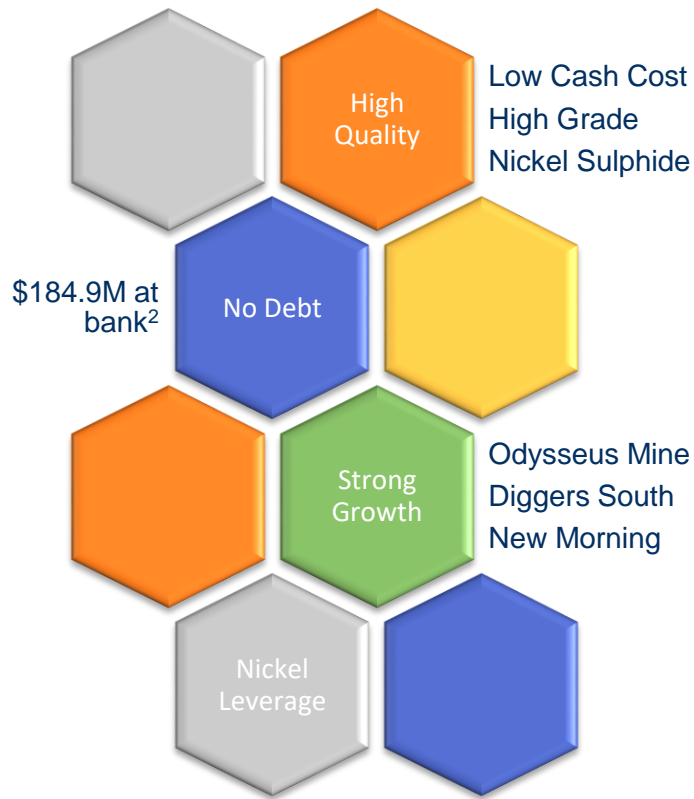 High
Quality
Low Cash Cost
High Grade
Nickel Sulphide
$184.9M at
bank2
No Debt
Strong
Growth
Odysseus Mine
Diggers South
New Morning
Nickel
Leverage